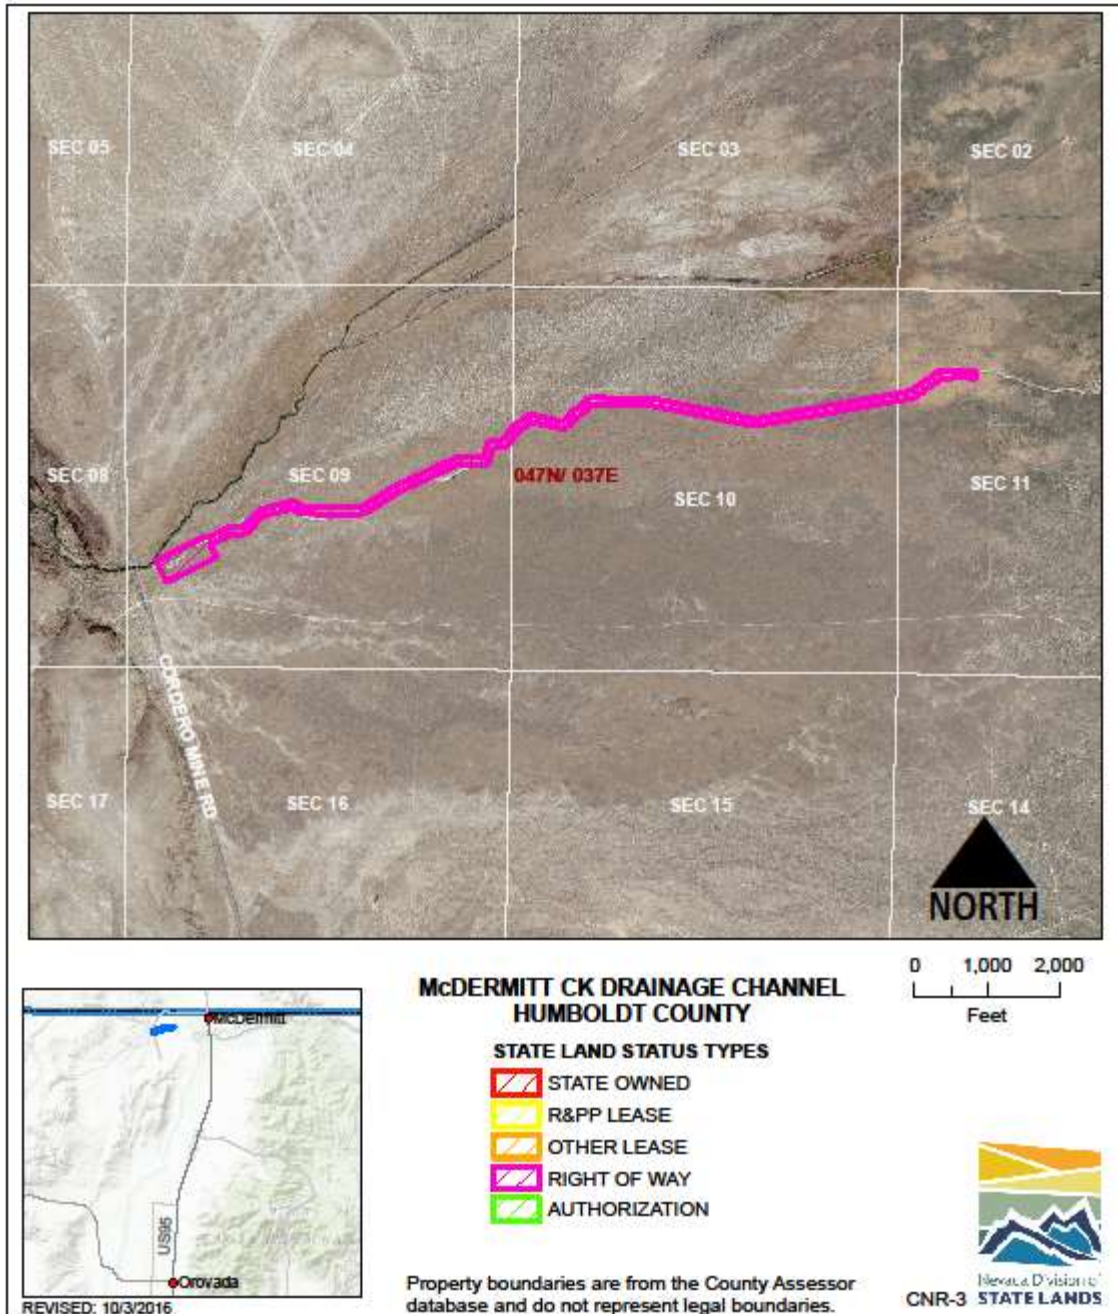 SEC 05
SEC 04
SEC 03
SEC 02
SEC 08
SEC 09
047N/ 037E
SEC 10
SEC 11
CORDERO MINE RD
SEC 17
SEC 16
SEC 15
SEC 14
NORTH
McDERMITT CK DRAINAGE CHANNEL
HUMBOLDT COUNTY
0 1,000 2,000
Feet
McDermitt
US95
Orovada
REVISED: 10/3/2016
STATE LAND STATUS TYPES
STATE OWNED
R&PP LEASE
OTHER LEASE
RIGHT OF WAY
AUTHORIZATION
Property boundaries are from the County Assessor
database and do not represent legal boundaries.
Nevada Division of
CNR-3 STATE LANDS